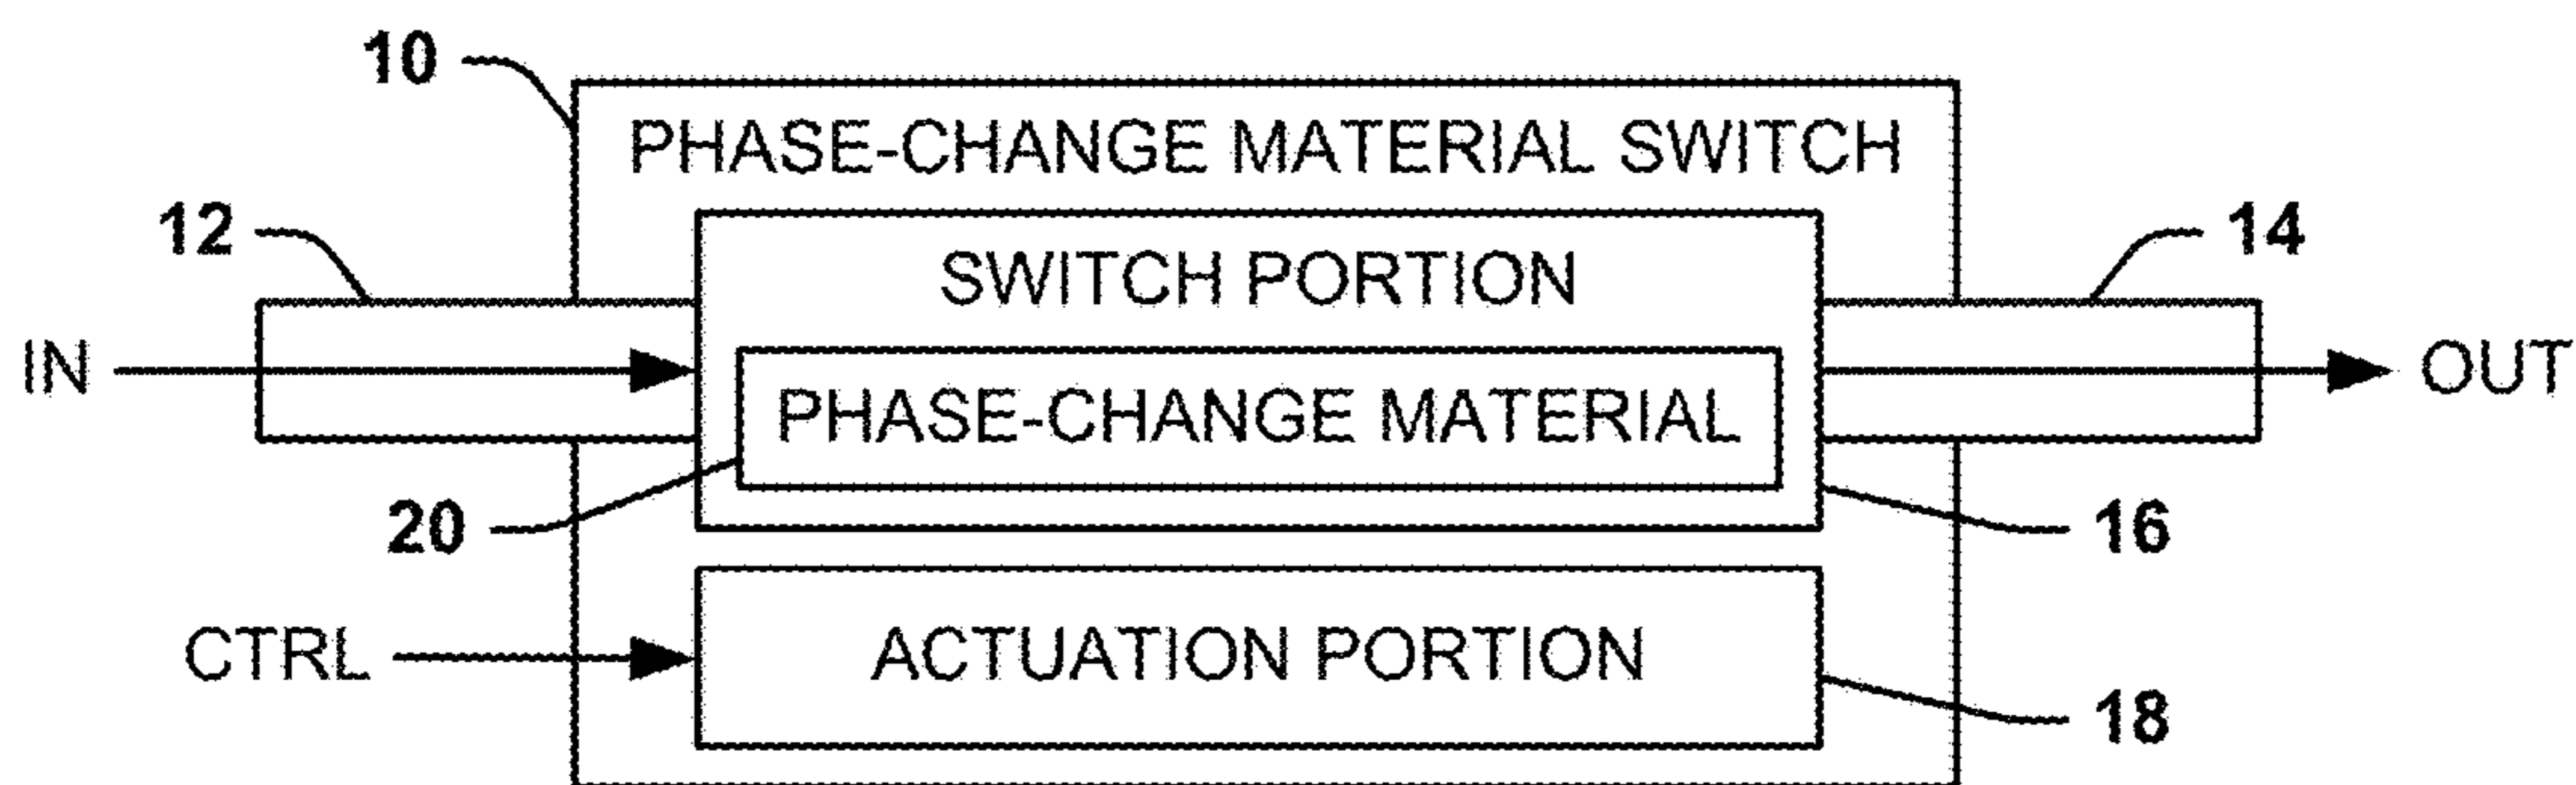 10
PHASE-CHANGE MATERIAL SWITCH
12
14
SWITCH PORTION
IN
OUT
PHASE-CHANGE MATERIAL
20
16
CTRL
ACTUATION PORTION
18